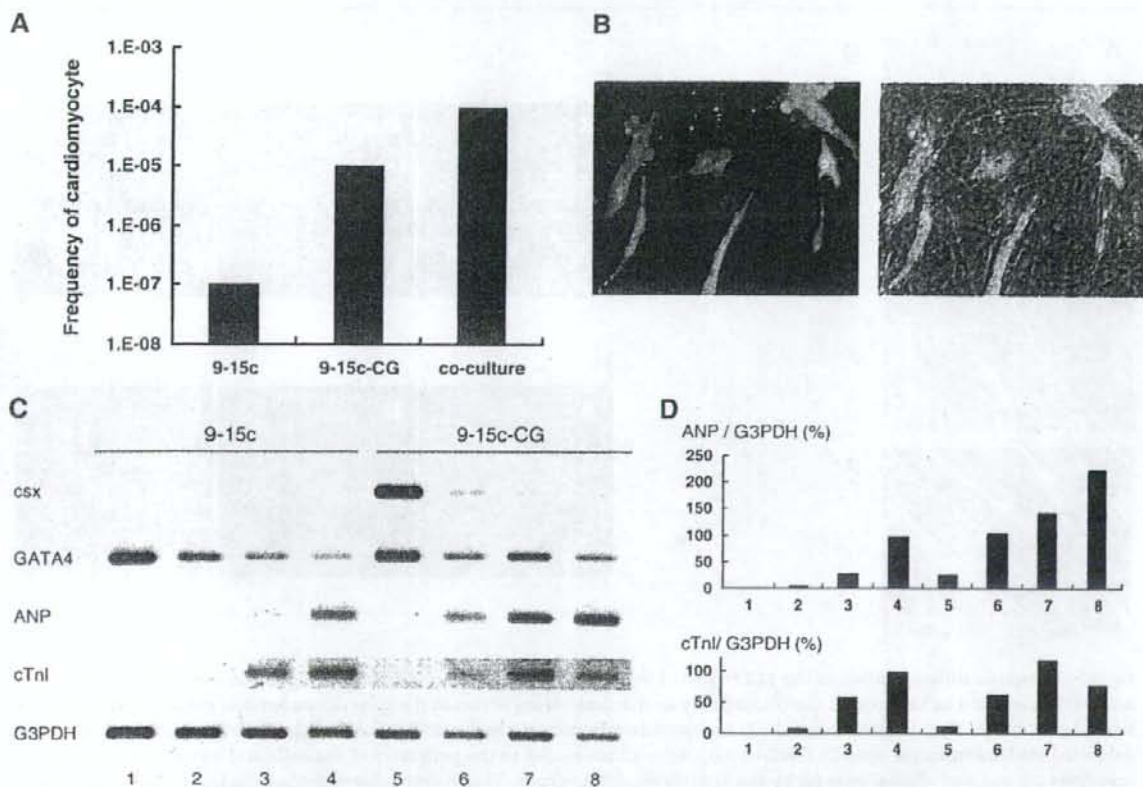 A
Frequency of cardiomyocyte
1.E-03
1.E-04
1.E-05
1.E-06
1.E-07
1.E-08
9-15c
9-15c-CG
co-culture
B
C
9-15c
9-15c-CG
csx
GATA4
ANP
cTnI
G3PDH
1 2 3 4 5 6 7 8
D
ANP / G3PDH (%)
250
200
150
100
50
0
1 2 3 4 5 6 7 8
cTnI/ G3PDH (%)
100
50
0
1 2 3 4 5 6 7 8